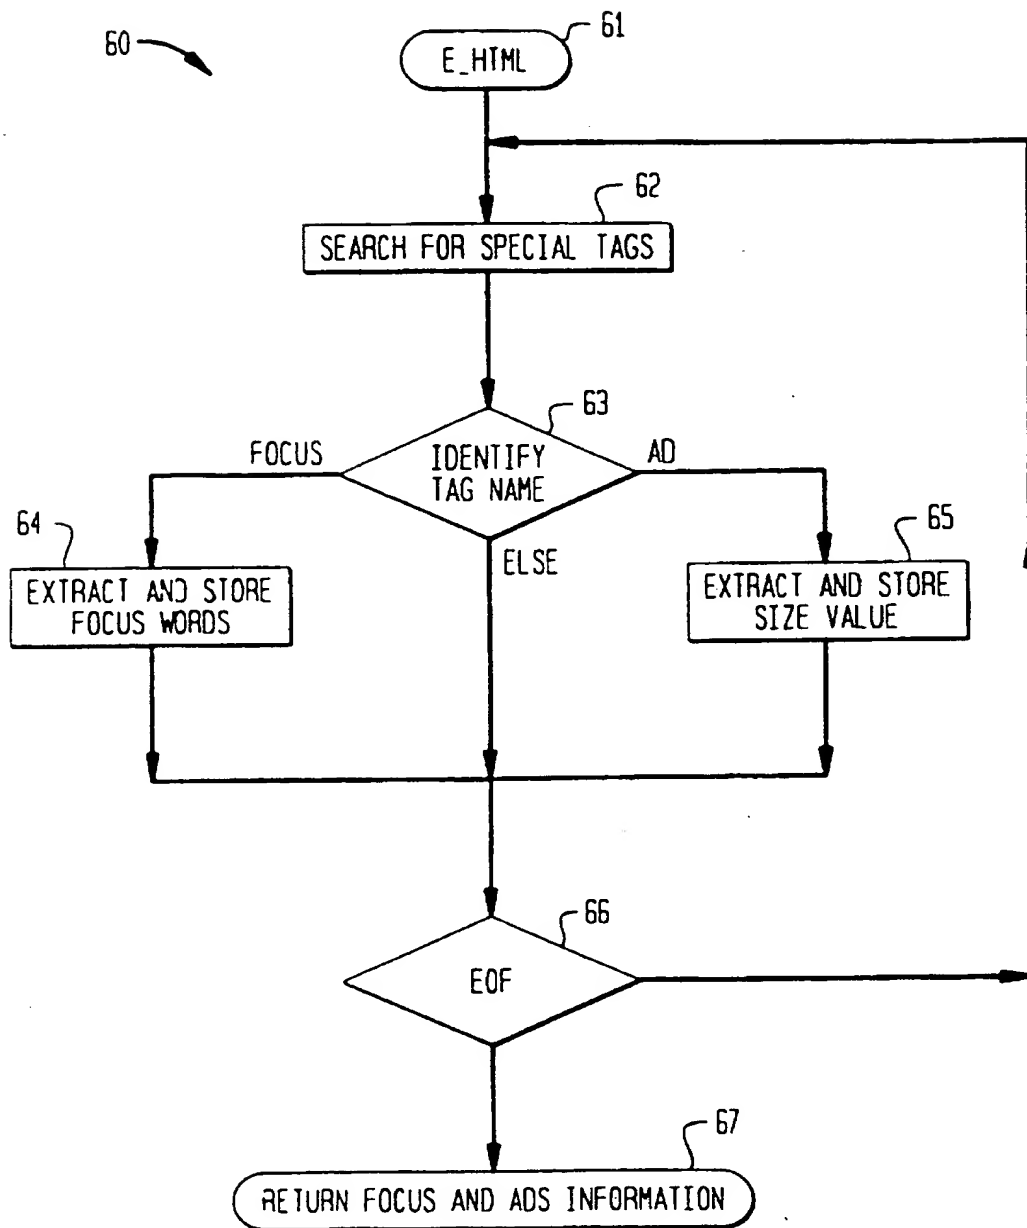 60
61
E_HTML
62
SEARCH FOR SPECIAL TAGS
63
FOCUS
IDENTIFY
TAG NAME
AD
ELSE
64
EXTRACT AND STORE
FOCUS WORDS
65
EXTRACT AND STORE
SIZE VALUE
66
EOF
67
RETURN FOCUS AND ADS INFORMATION